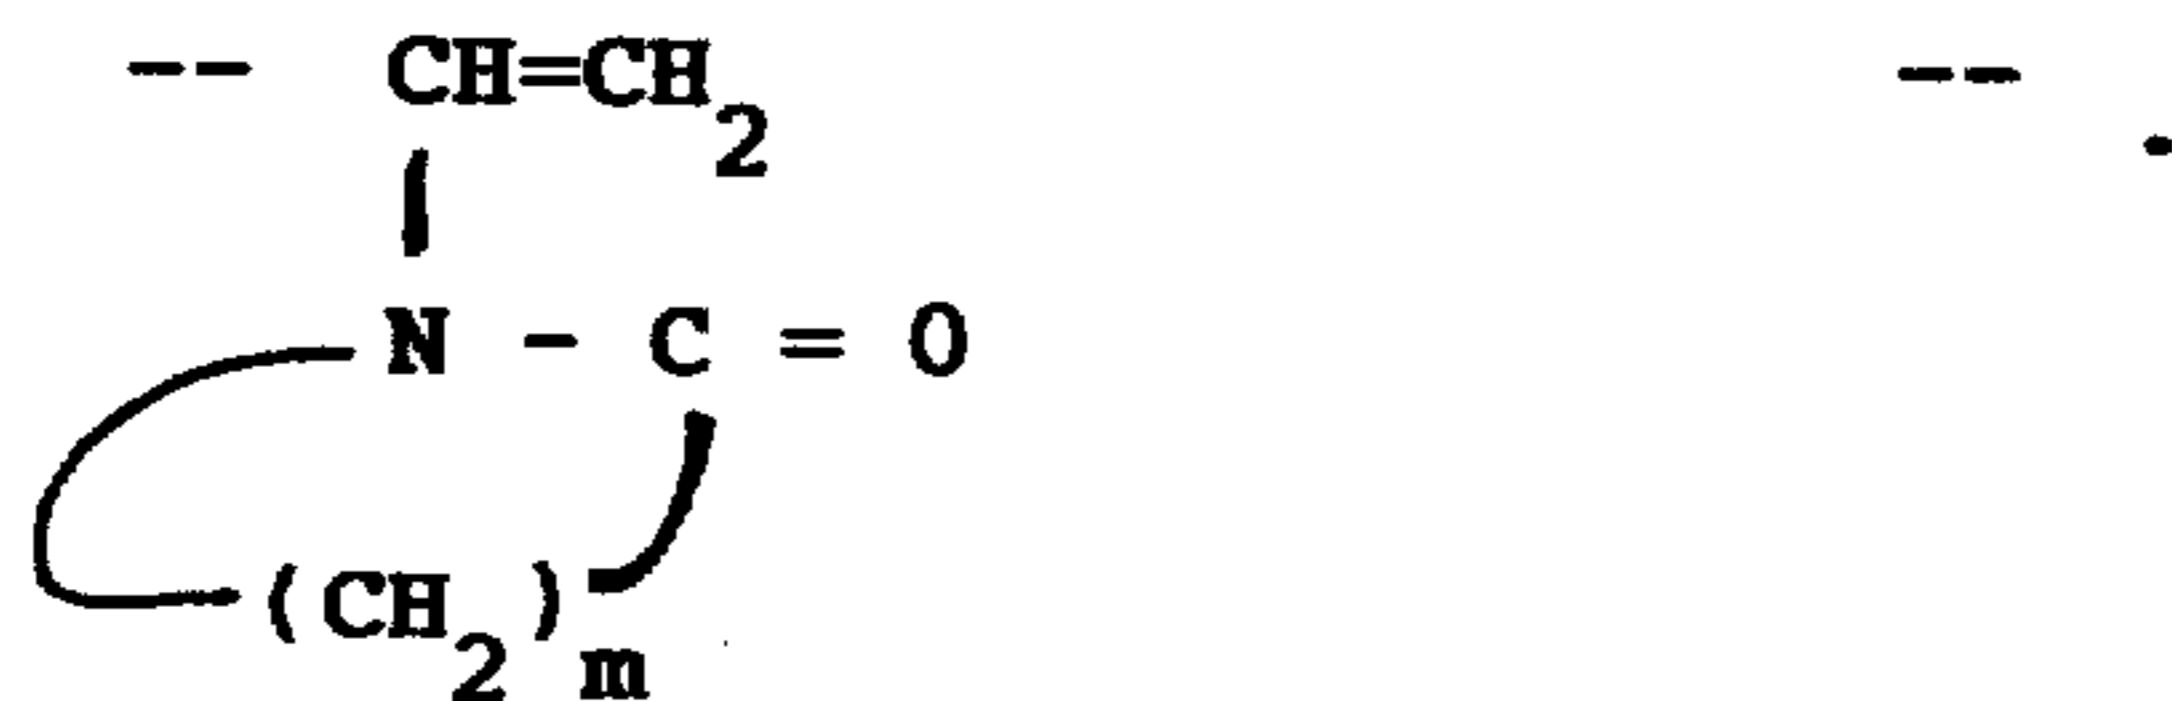 -- CH=CH2 -- .
N - C = O
(CH2)m